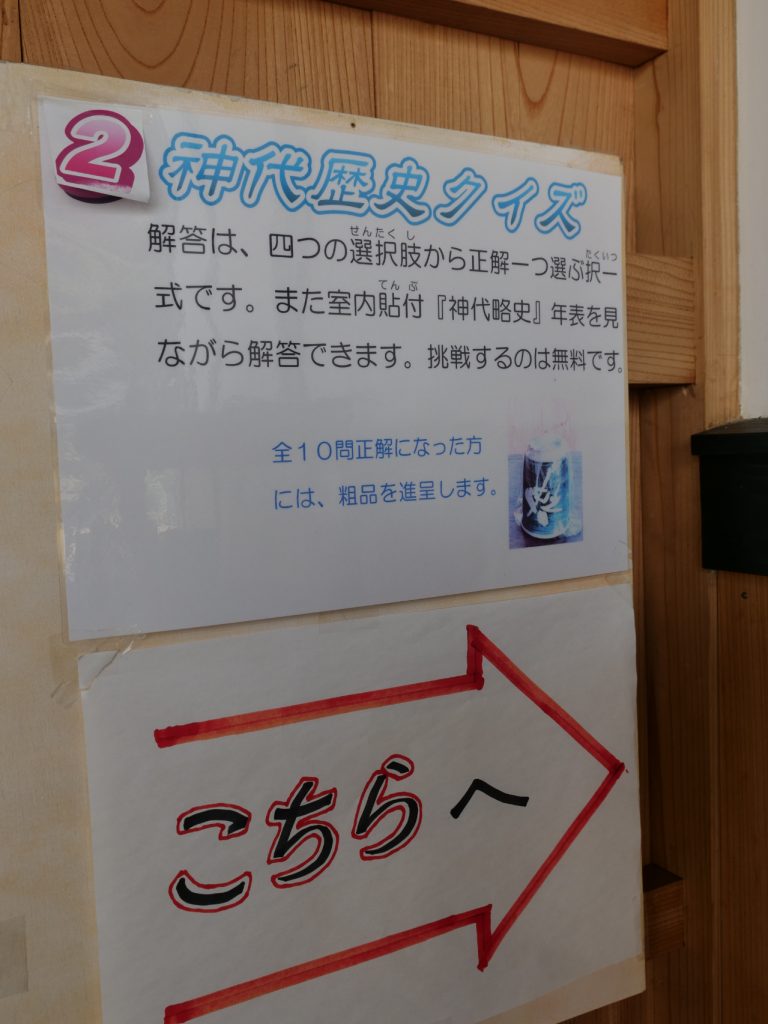 2 神代歴史クイズ
解答は、四つの選択肢から正解一つ選ぶ択一
式です。また室内貼付『神代略史』年表を見
ながら解答できます。挑戦するのは無料です。
全10問正解になった方
には、粗品を進呈します。
こちらへ